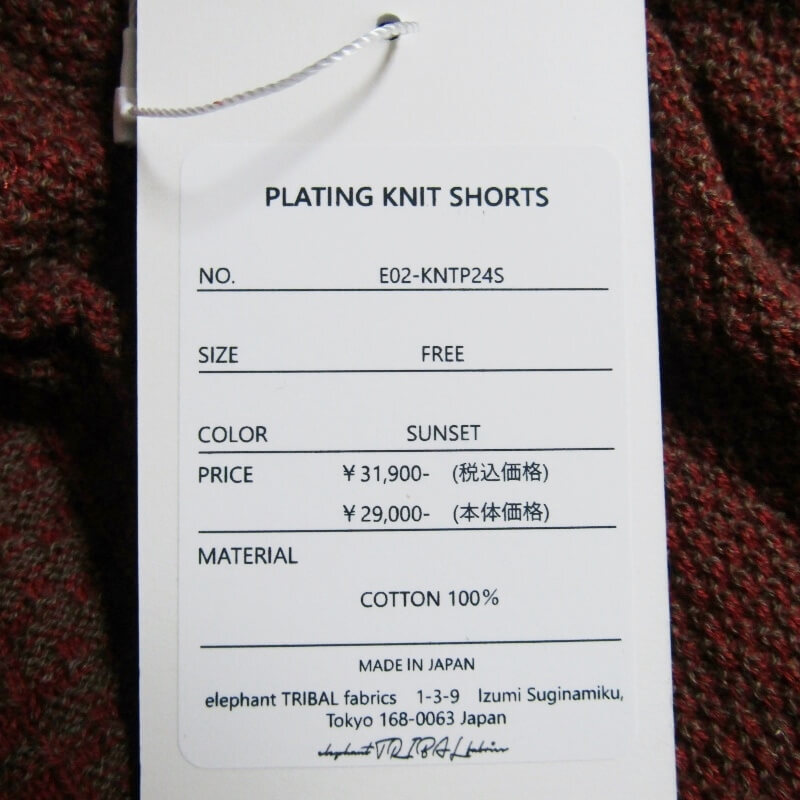 PLATING KNIT SHORTS
NO. E02-KNTP24S
SIZE FREE
COLOR SUNSET
PRICE ¥31,900- (税込価格)
¥29,000- (本体価格)
MATERIAL
COTTON 100%
MADE IN JAPAN
elephant TRIBAL fabrics 1-3-9 Izumi Suginamiku,
Tokyo 168-0063 Japan
elephant TRIBAL fabrics